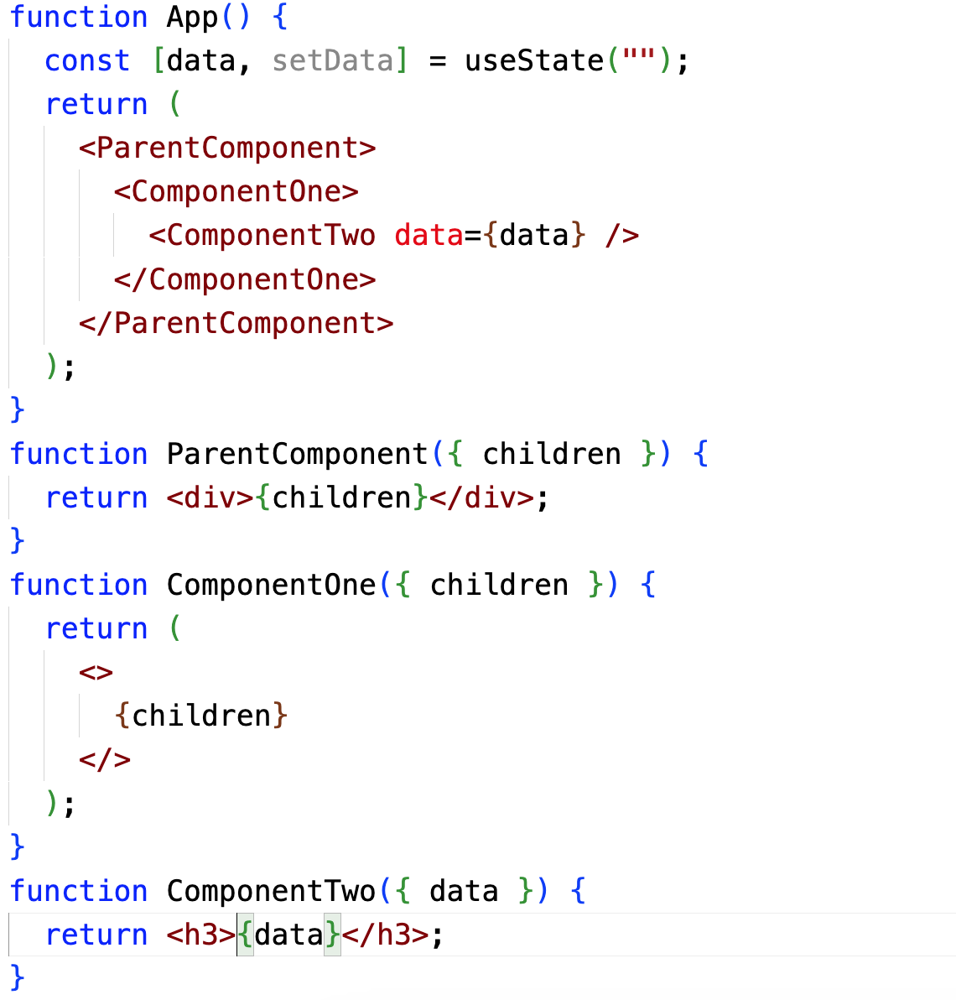 function App() {
  const [data, setData] = useState("");
  return (
    <ParentComponent>
      <ComponentOne>
        <ComponentTwo data={data} />
      </ComponentOne>
    </ParentComponent>
  );
}
function ParentComponent({ children }) {
  return <div>{children}</div>;
}
function ComponentOne({ children }) {
  return (
    <>
      {children}
    </>
  );
}
function ComponentTwo({ data }) {
  return <h3>{data}</h3>;
}